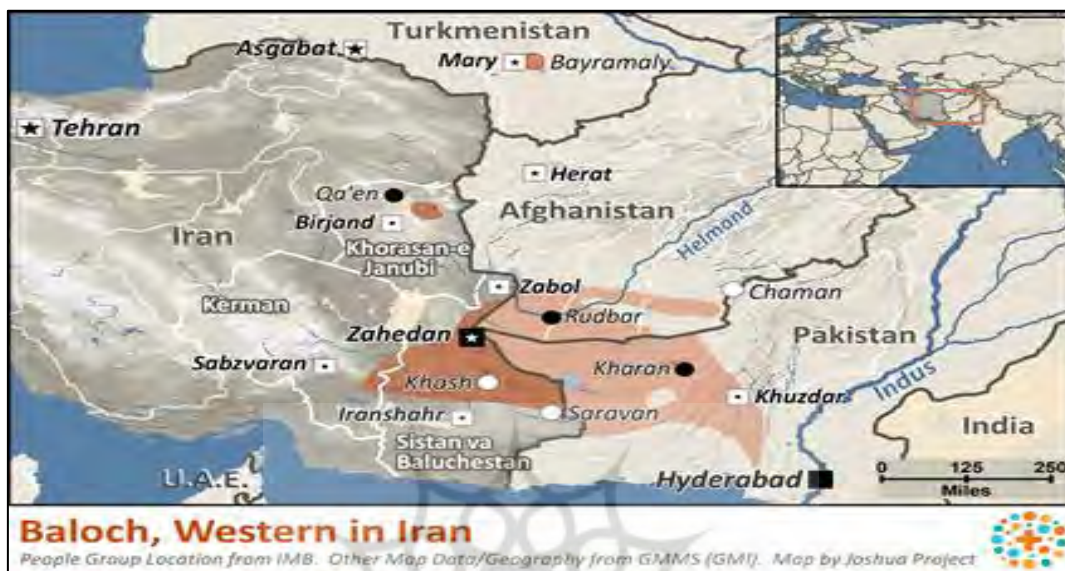 Turkmenistan
Asgabat
Mary
Bayramaly
Tehran
Qa'en
Herat
Birjand
Afghanistan
Iran
Khorasan-e
Janubi
Helmand
Zabol
Chaman
Kerman
Rudbar
Pakistan
Zahedan
Sabzvaran
Khash
Kharan
Khuzdar
Indus
Iranshahr
Saravan
Sistan va
Baluchestan
India
U.A.E.
Hyderabad
0 125 250
Miles
Baloch, Western in Iran
People Group Location from IMB. Other Map Data/Geography from GMMS (GMI). Map by Joshua Project